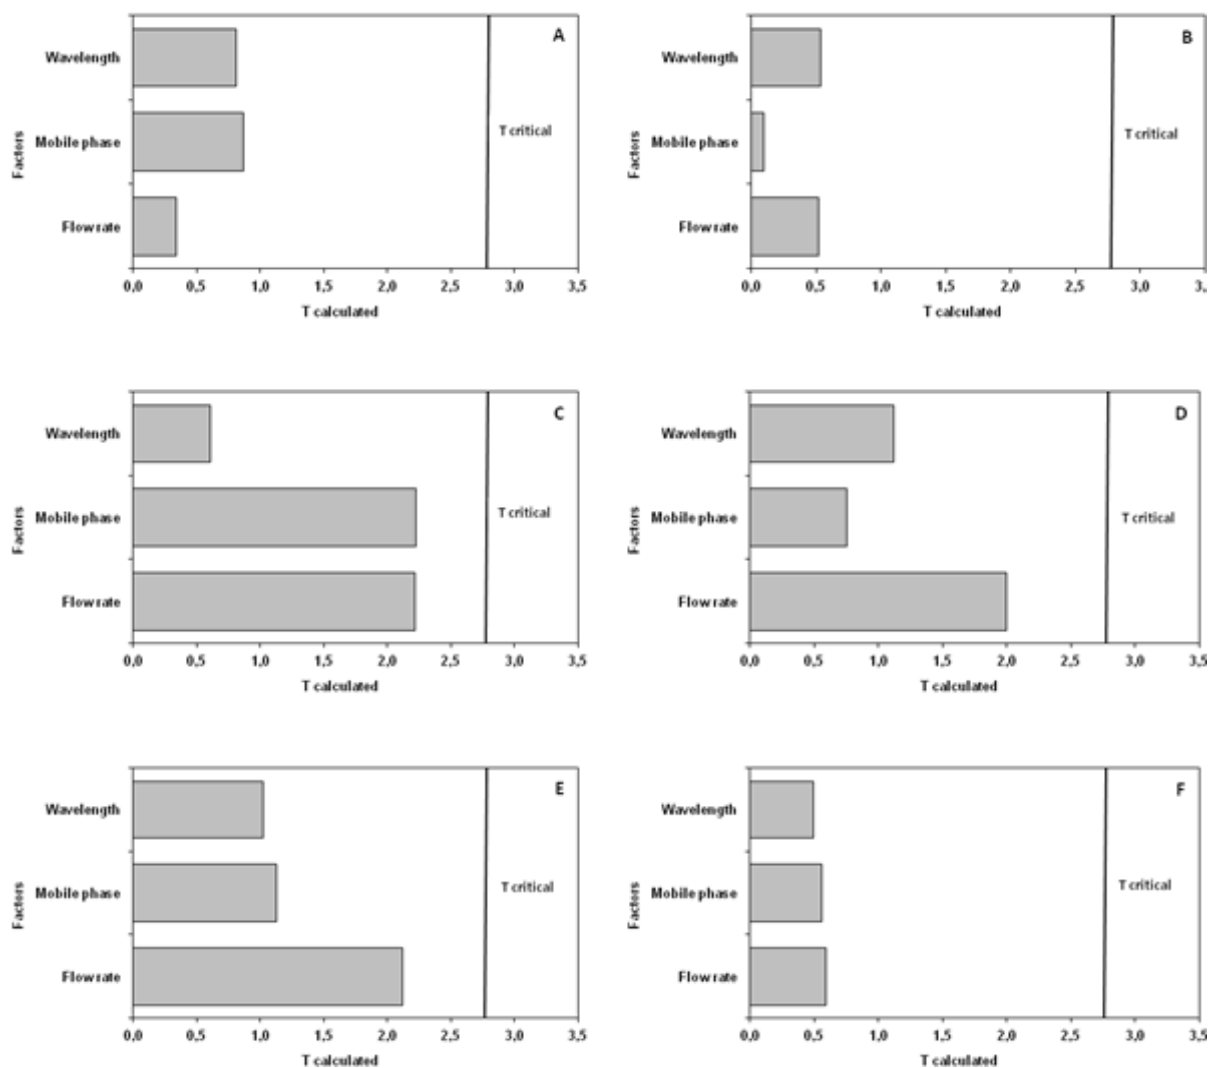 A
Wavelength
Mobile phase
Flow rate
Factors
T critical
0,0 0,5 1,0 1,5 2,0 2,5 3,0 3,5
T calculated
B
Wavelength
Mobile phase
Flow rate
Factors
T critical
0,0 0,5 1,0 1,5 2,0 2,5 3,0 3,
T calculated
C
Wavelength
Mobile phase
Flow rate
Factors
T critical
0,0 0,5 1,0 1,5 2,0 2,5 3,0 3,5
T calculated
D
Wavelength
Mobile phase
Flow rate
Factors
T critical
0,0 0,5 1,0 1,5 2,0 2,5 3,0 3,5
T calculated
E
Wavelength
Mobile phase
Flow rate
Factors
T critical
0,0 0,5 1,0 1,5 2,0 2,5 3,0 3,5
T calculated
F
Wavelength
Mobile phase
Flow rate
Factors
T critical
0,0 0,5 1,0 1,5 2,0 2,5 3,0 3,5
T calculated